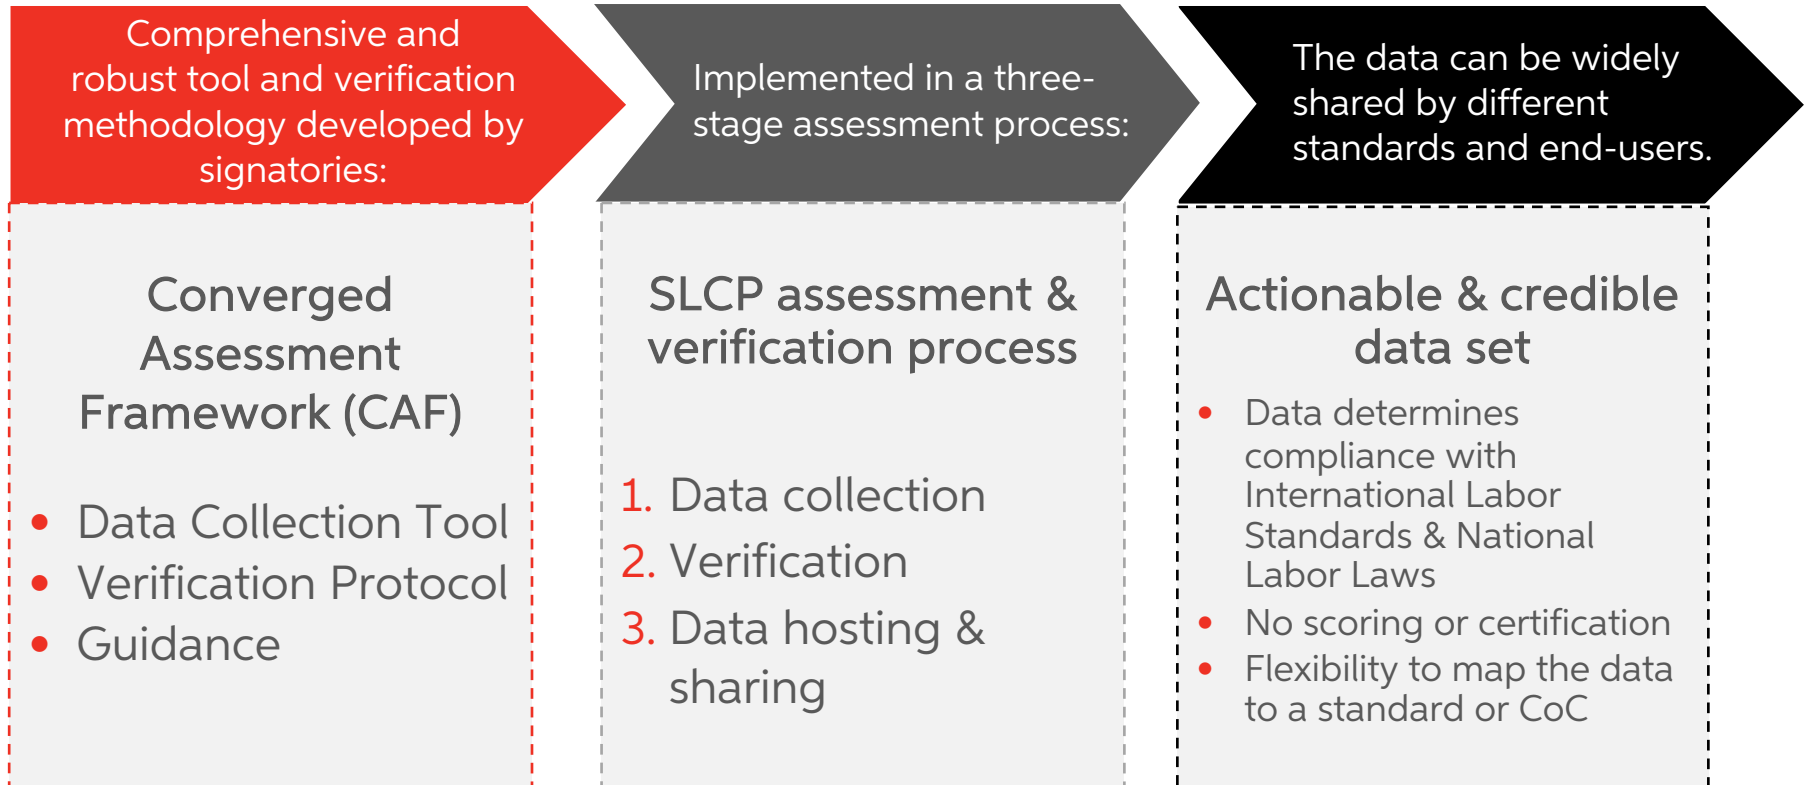 Comprehensive and
robust tool and verification
methodology developed by
signatories:
Converged
Assessment
Framework (CAF)
• Data Collection Tool
• Verification Protocol
• Guidance
Implemented in a three-
stage assessment process:
SLCP assessment &
verification process
1. Data collection
2. Verification
3. Data hosting &
sharing
The data can be widely
shared by different
standards and end-users.
Actionable & credible
data set
• Data determines
compliance with
International Labor
Standards & National
Labor Laws
• No scoring or certification
• Flexibility to map the data
to a standard or CoC